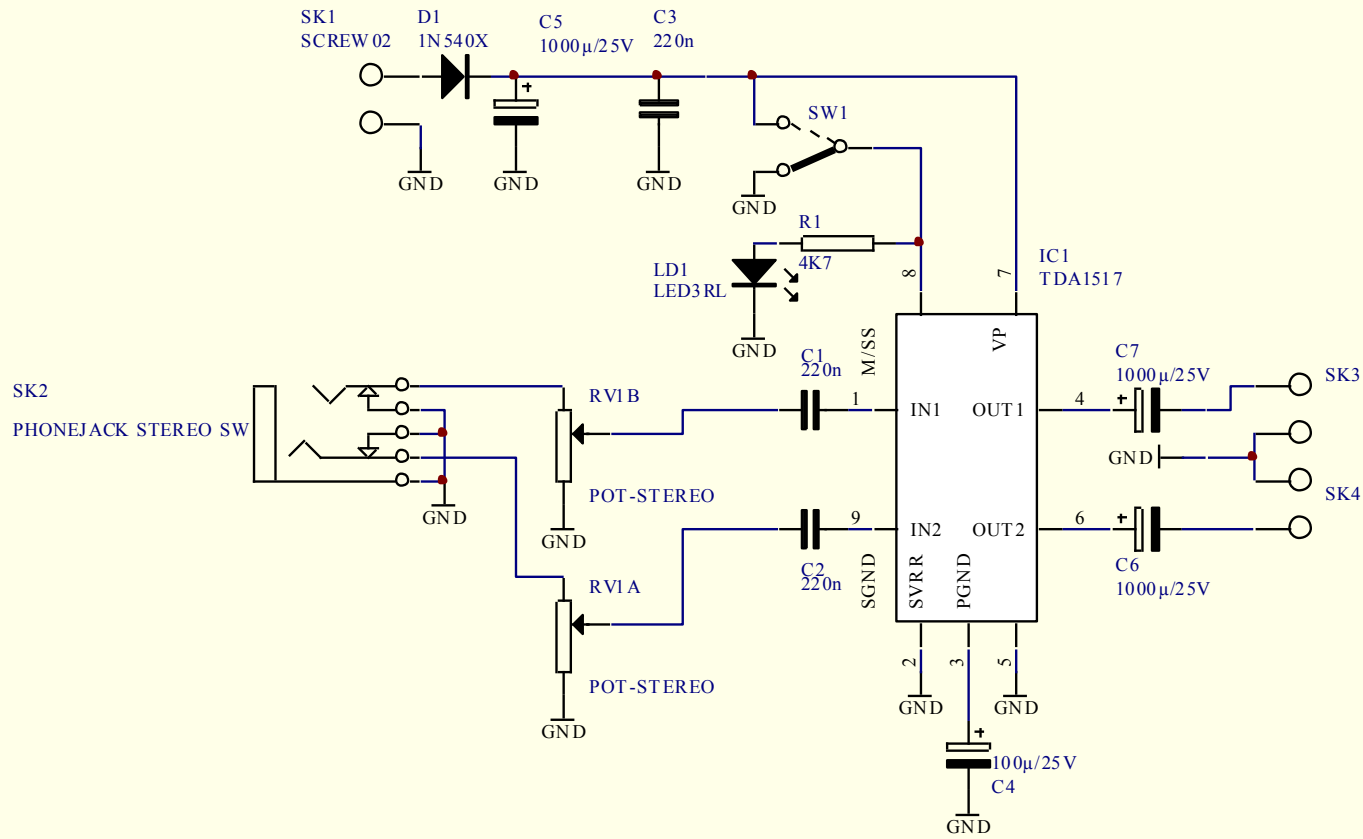 SK1
SCREW02
D1
1N540X
C5
1000µ/25V
C3
220n
SW1
GND
GND
GND
GND
R1
4K7
LD1
LED3RL
GND
8
7
IC1
TDA1517
M/SS
VP
C1
220n
1
IN1
OUT1
4
C7
1000µ/25V
SK3
SK2
PHONEJACK STEREO SW
GND
RV1B
POT-STEREO
GND
GND
SK4
9
IN2
OUT2
6
C2
220n
C6
1000µ/25V
SGND
SVRR
PGND
RV1A
POT-STEREO
GND
2
3
5
GND
GND
100µ/25V
C4
GND